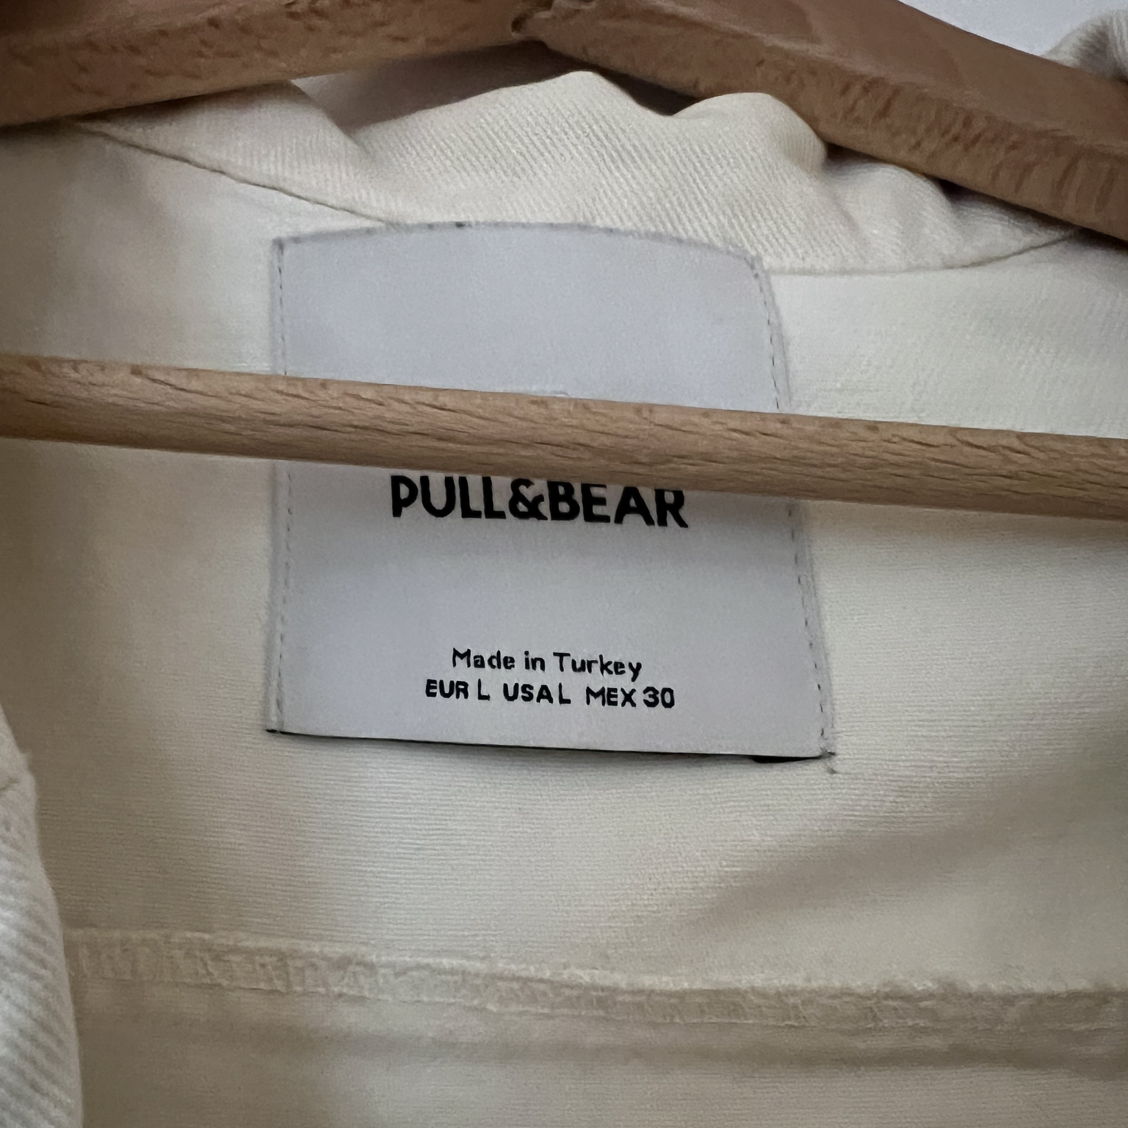 PULL&BEAR
Made in Turkey
EUR L USA L MEX 30